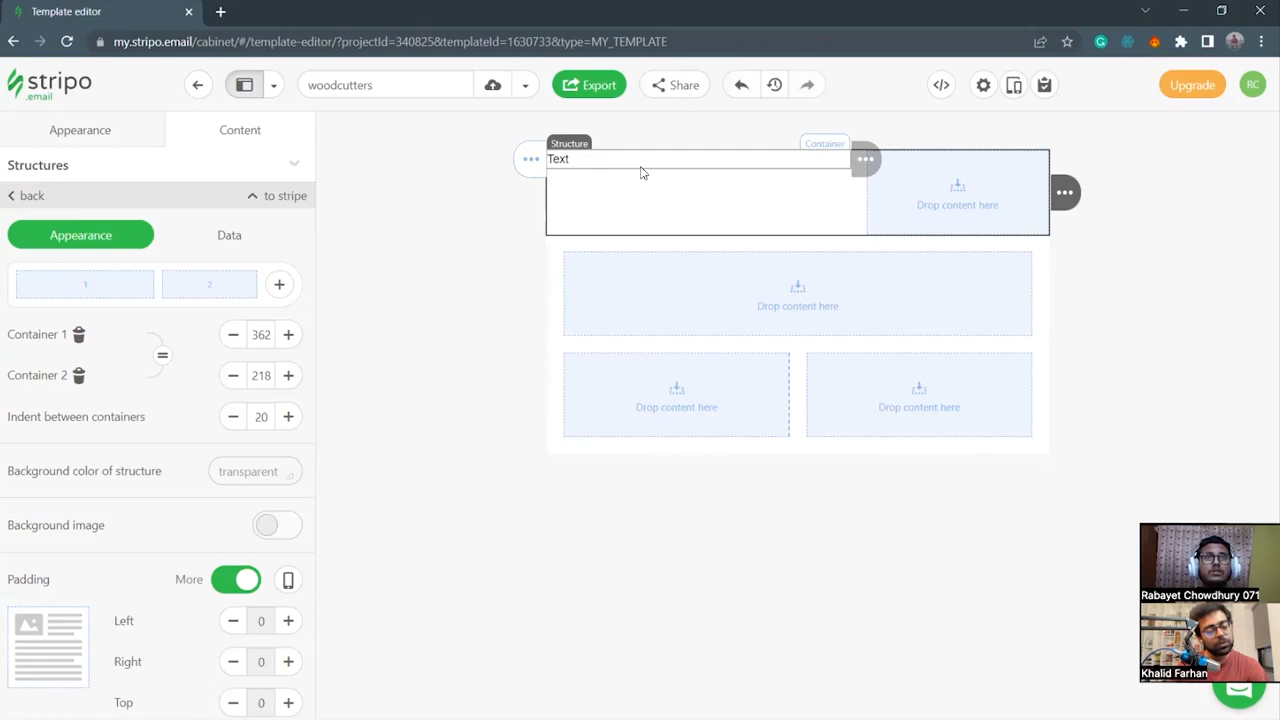 Template editor
my.stripo.email/cabinet/#/template-editor/?projectId=340825&templateId=1630733&type=MY_TEMPLATE
stripo
.email
woodcutters
Export
Share
Upgrade
RC
Appearance
Content
Structures
back
to stripe
Appearance
Data
1
2
Container 1
362
Container 2
218
Indent between containers
20
Background color of structure
transparent
Background image
Padding
More
Left
0
Right
0
Top
0
Structure
Container
Text
Drop content here
Drop content here
Drop content here
Drop content here
Rabayet Chowdhury 071
Khalid Farhan